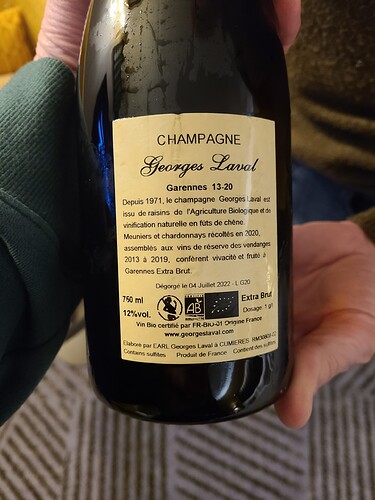 CHAMPAGNE
Georges Laval
Garennes 13-20
Depuis 1971, le champagne Georges Laval est
issu de raisins de l'Agriculture Biologique et de
vinification naturelle en fûts de chêne.
Meuniers et chardonnays récoltés en 2020,
assemblés aux vins de réserve des vendanges
2013 à 2019, confèrent vivacité et fruité à
Garennes Extra Brut.
Dégorgé le 04 Juillet 2022 - L G20
750 ml
12%vol.
AB
Extra Brut
Dosage 1 g/l
Vin Bio certifié par FR-BIO-01 Origine France
www.georgeslaval.com
Elaboré par EARL Georges Laval à CUMIERES
Contains sulfites Produit de France Contient des sulfites